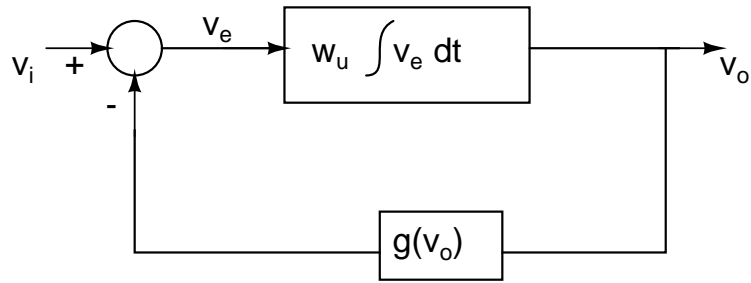 v_e
w_u ∫ v_e dt
v_i
+
v_o
-
g(v_o)